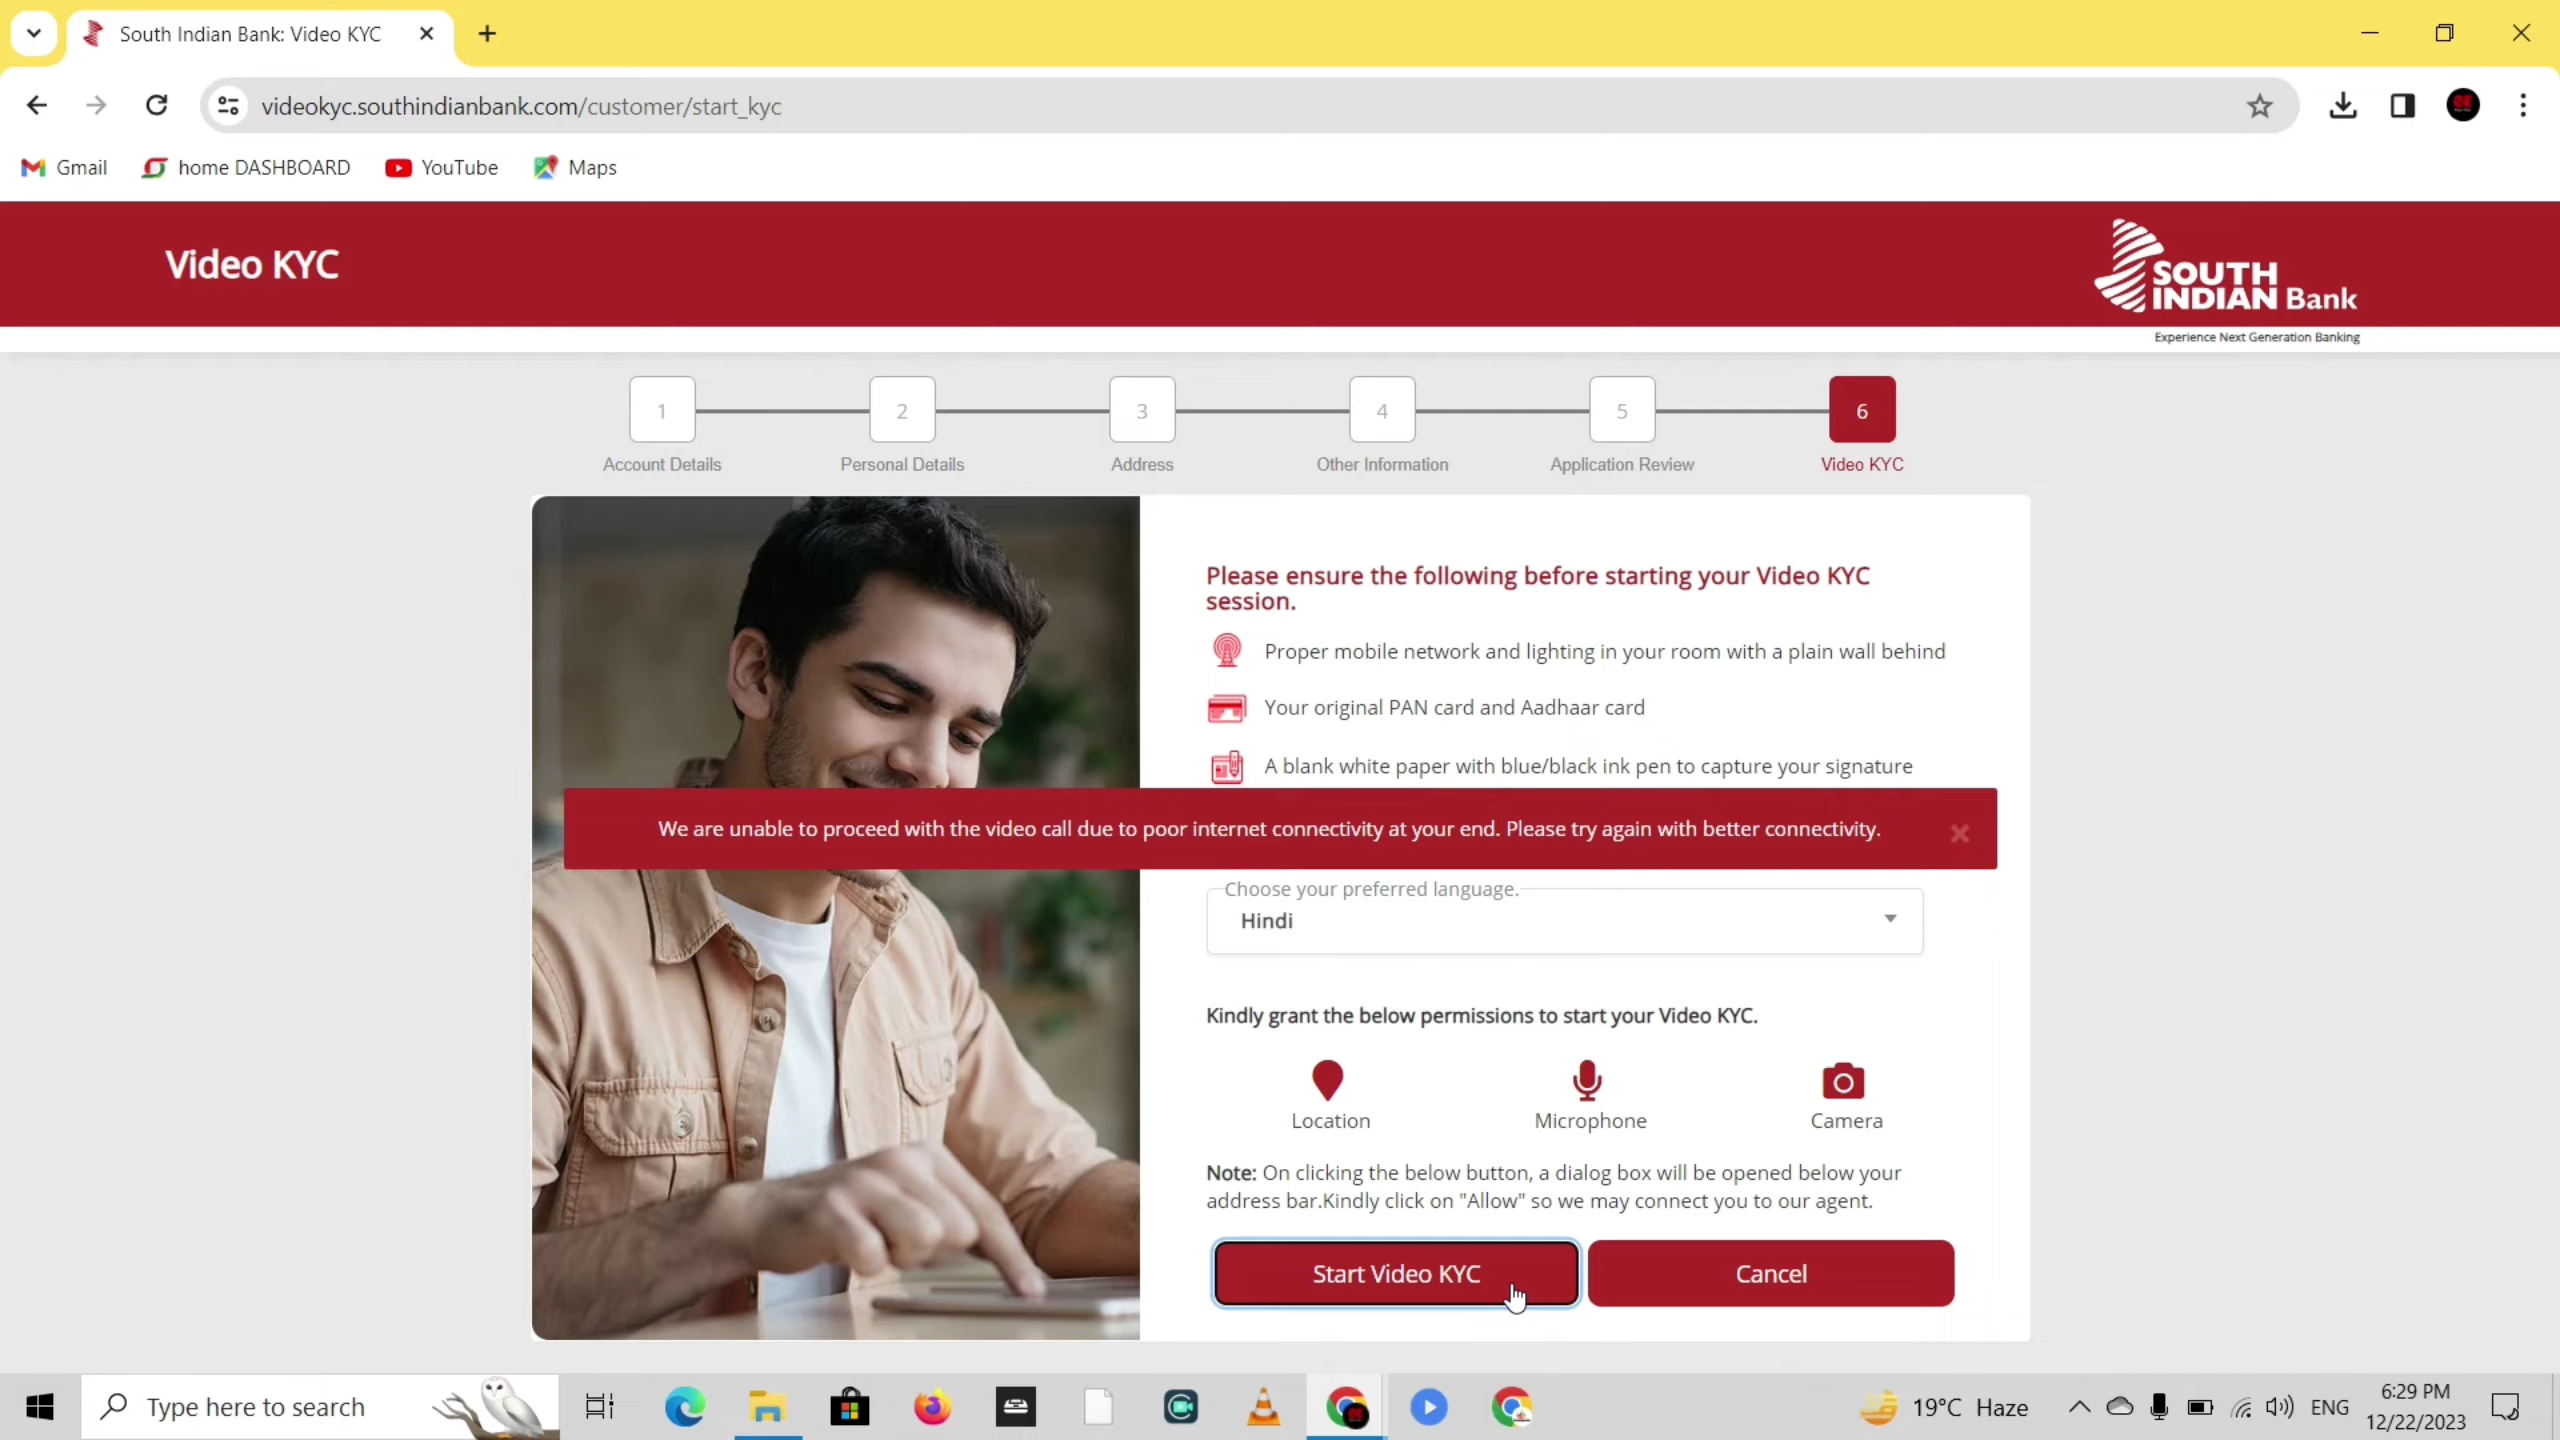 South Indian Bank: Video KYC
videokyc.southindianbank.com/customer/start_kyc
Gmail
home DASHBOARD
YouTube
Maps
Video KYC
SOUTH
INDIAN Bank
Experience Next Generation Banking
1
2
3
4
5
6
Account Details
Personal Details
Address
Other Information
Application Review
Video KYC
Please ensure the following before starting your Video KYC
session.
Proper mobile network and lighting in your room with a plain wall behind
Your original PAN card and Aadhaar card
A blank white paper with blue/black ink pen to capture your signature
We are unable to proceed with the video call due to poor internet connectivity at your end. Please try again with better connectivity.
Choose your preferred language.
Hindi
Kindly grant the below permissions to start your Video KYC.
Location
Microphone
Camera
Note: On clicking the below button, a dialog box will be opened below your
address bar.Kindly click on "Allow" so we may connect you to our agent.
Start Video KYC
Cancel
Type here to search
19°C Haze
ENG
6:29 PM
12/22/2023